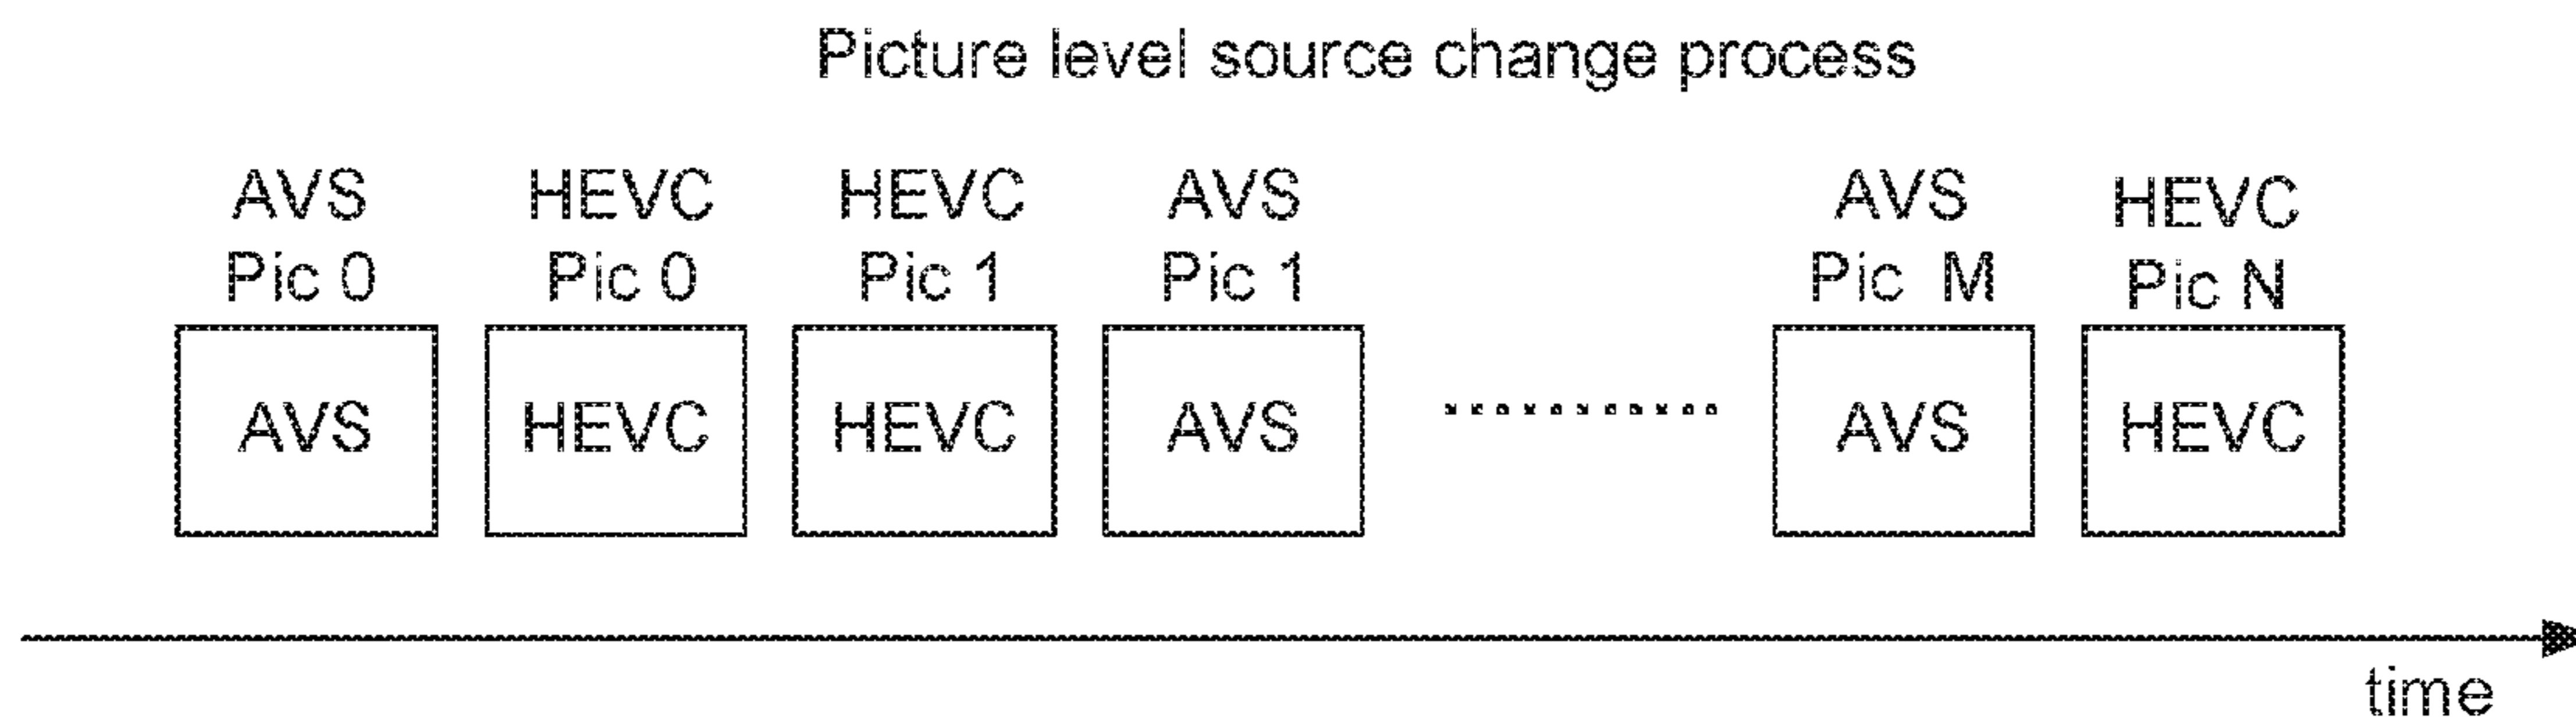 Picture level source change process
AVS HEVC HEVC AVS AVS HEVC
Pic 0 Pic 0 Pic 1 Pic 1 Pic M Pic N
AVS HEVC HEVC AVS AVS HEVC
time